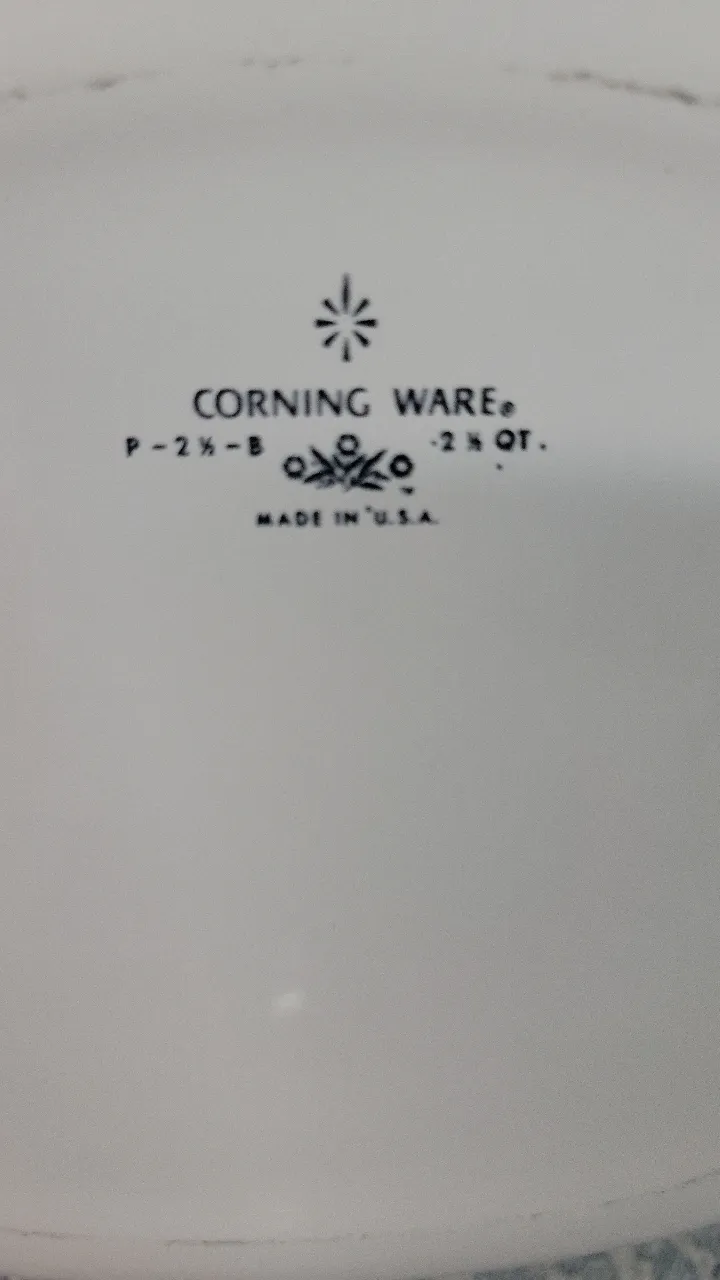 CORNING WARE®
P-2½-B 2½ QT.
MADE IN U.S.A.